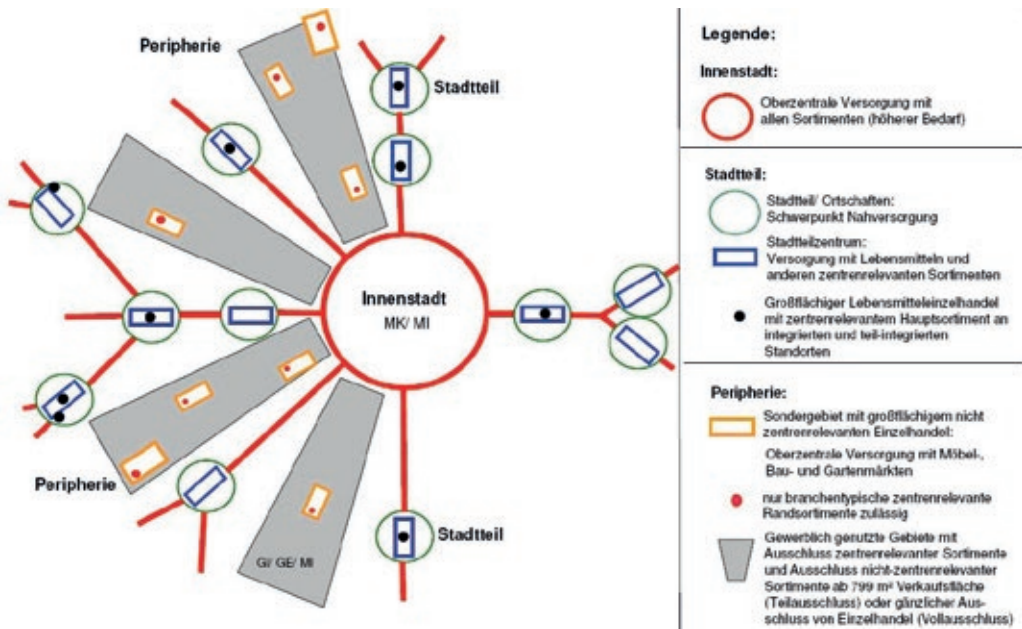 Peripherie
Stadtteil
Innenstadt
MK/ MI
Peripherie
GI/ GE/ MI
Stadtteil
Legende:
Innenstadt:
Oberzentrale Versorgung mit
allen Sortimenten (höherer Bedarf)
Stadtteil:
Stadtteil/ Ortschaften:
Schwerpunkt Nahversorgung
Stadtteilzentrum:
Versorgung mit Lebensmitteln und
anderen zentrenrelevanten Sortimenten
Großflächiger Lebensmitteleinzelhandel
mit zentrenrelevantem Hauptsortiment an
integrierten und teil-integrierten
Standorten
Peripherie:
Sondergebiet mit großflächigem nicht
zentrenrelevanten Einzelhandel:
Oberzentrale Versorgung mit Möbel-,
Bau- und Gartenmärkten
nur branchentypische zentrenrelevante
Randsortimente zulässig
Gewerblich genutzte Gebiete mit
Ausschluss zentrenrelevanter Sortimente
und Ausschluss nicht-zentrenrelevanter
Sortimente ab 799 m² Verkaufsfläche
(Teilausschluss) oder gänzlicher Aus-
schluss von Einzelhandel (Vollausschluss)